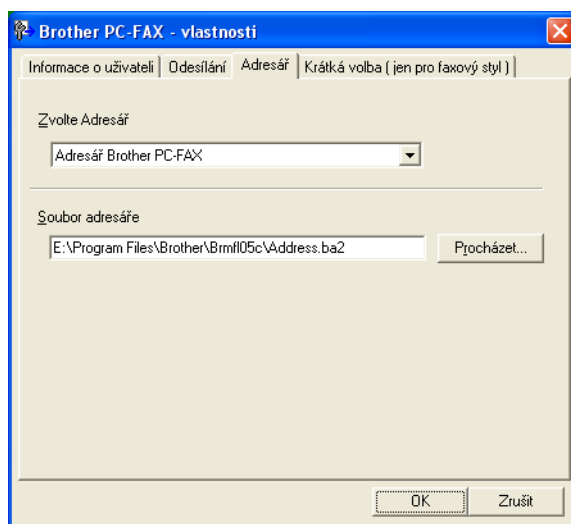 Brother PC-FAX - vlastnosti
Informace o uživateli Odesílání Adresář Krátká volba ( jen pro faxový styl )
Zvolte Adresář
Adresář Brother PC-FAX
Soubor adresáře
E:\Program Files\Brother\Brmfl05c\Address.ba2 Procházet...
OK Zrušit